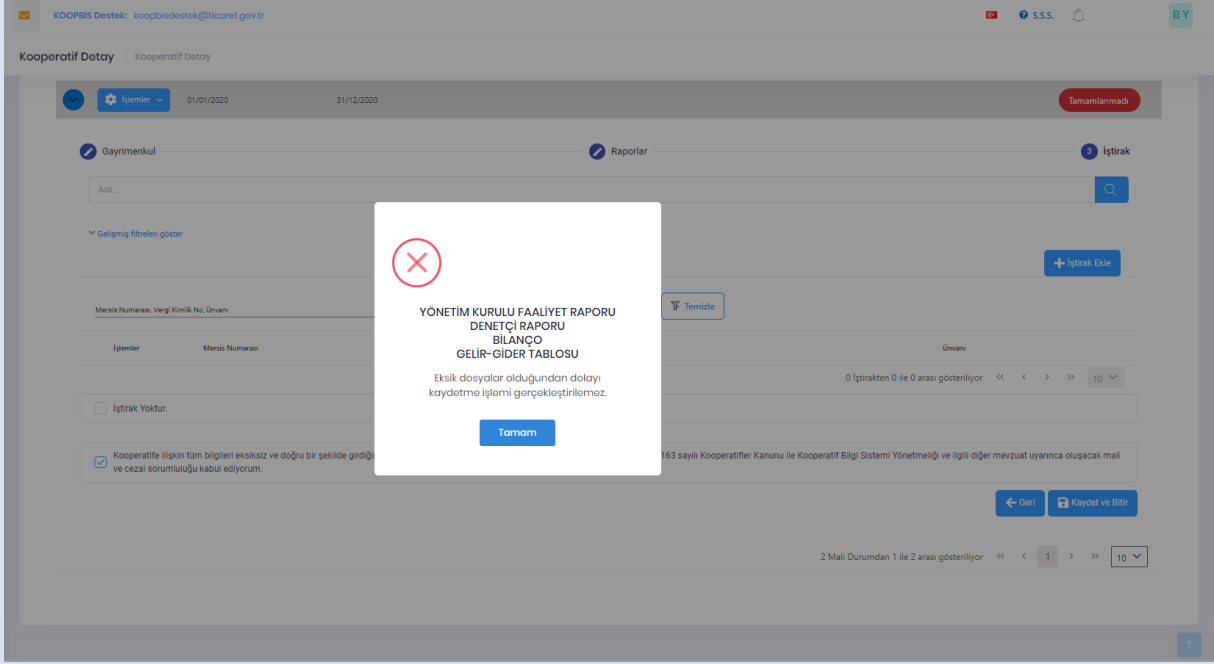 KOOPBİS Destek: koopbisdestek@ticaret.gov.tr
S.S.S.
B Y
Kooperatif Detay
Kooperatif Detay
İşlemler
01/01/2020
31/12/2020
Tamamlanmadı
Gayrimenkul
Raporlar
3 İştirak
Ara...
Gelişmiş filtreleri göster
İştirak Ekle
YÖNETİM KURULU FAALİYET RAPORU
DENETÇİ RAPORU
BİLANÇO
GELİR-GİDER TABLOSU
Eksik dosyalar olduğundan dolayı
kaydetme işlemi gerçekleştirilemez.
Tamam
Mersis Numarası, Vergi Kimlik No, Ünvanı
Temizle
İşlemler
Mersis Numarası
Ünvanı
0 İştirakten 0 ile 0 arası gösteriliyor
10
İştirak Yoktur.
Kooperatife ilişkin tüm bilgileri eksiksiz ve doğru bir şekilde girdiği 163 sayılı Kooperatifler Kanunu ile Kooperatif Bilgi Sistemi Yönetmeliği ve ilgili diğer mevzuat uyarınca oluşacak mali
ve cezai sorumluluğu kabul ediyorum.
Geri
Kaydet ve Bitir
2 Mali Durumdan 1 ile 2 arası gösteriliyor
1
10